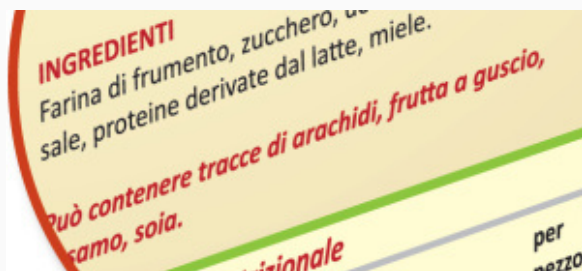 INGREDIENTI
Farina di frumento, zucchero,
sale, proteine derivate dal latte, miele.
Può contenere tracce di arachidi, frutta a guscio,
soia.
per